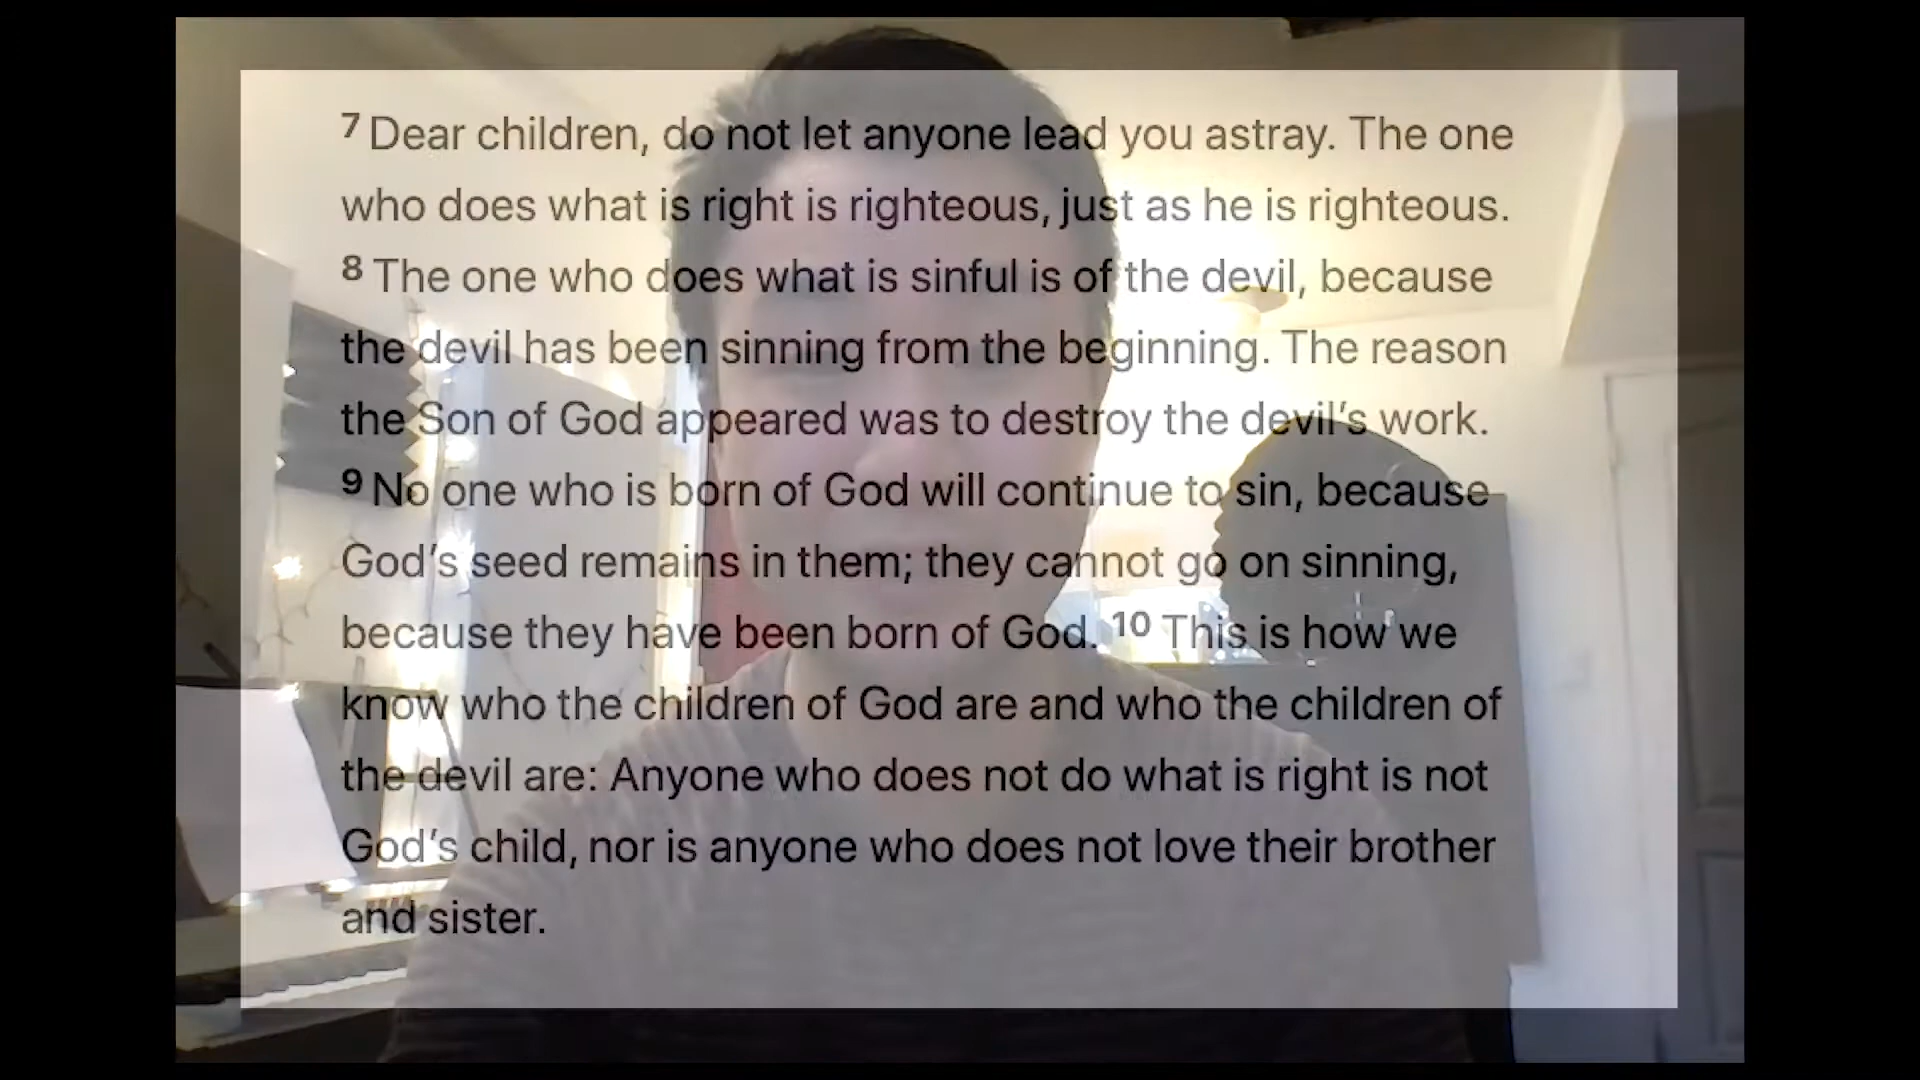 7 Dear children, do not let anyone lead you astray. The one
who does what is right is righteous, just as he is righteous.
8 The one who does what is sinful is of the devil, because
the devil has been sinning from the beginning. The reason
the Son of God appeared was to destroy the devil’s work.
9 No one who is born of God will continue to sin, because
God’s seed remains in them; they cannot go on sinning,
because they have been born of God. 10 This is how we
know who the children of God are and who the children of
the devil are: Anyone who does not do what is right is not
God’s child, nor is anyone who does not love their brother
and sister.